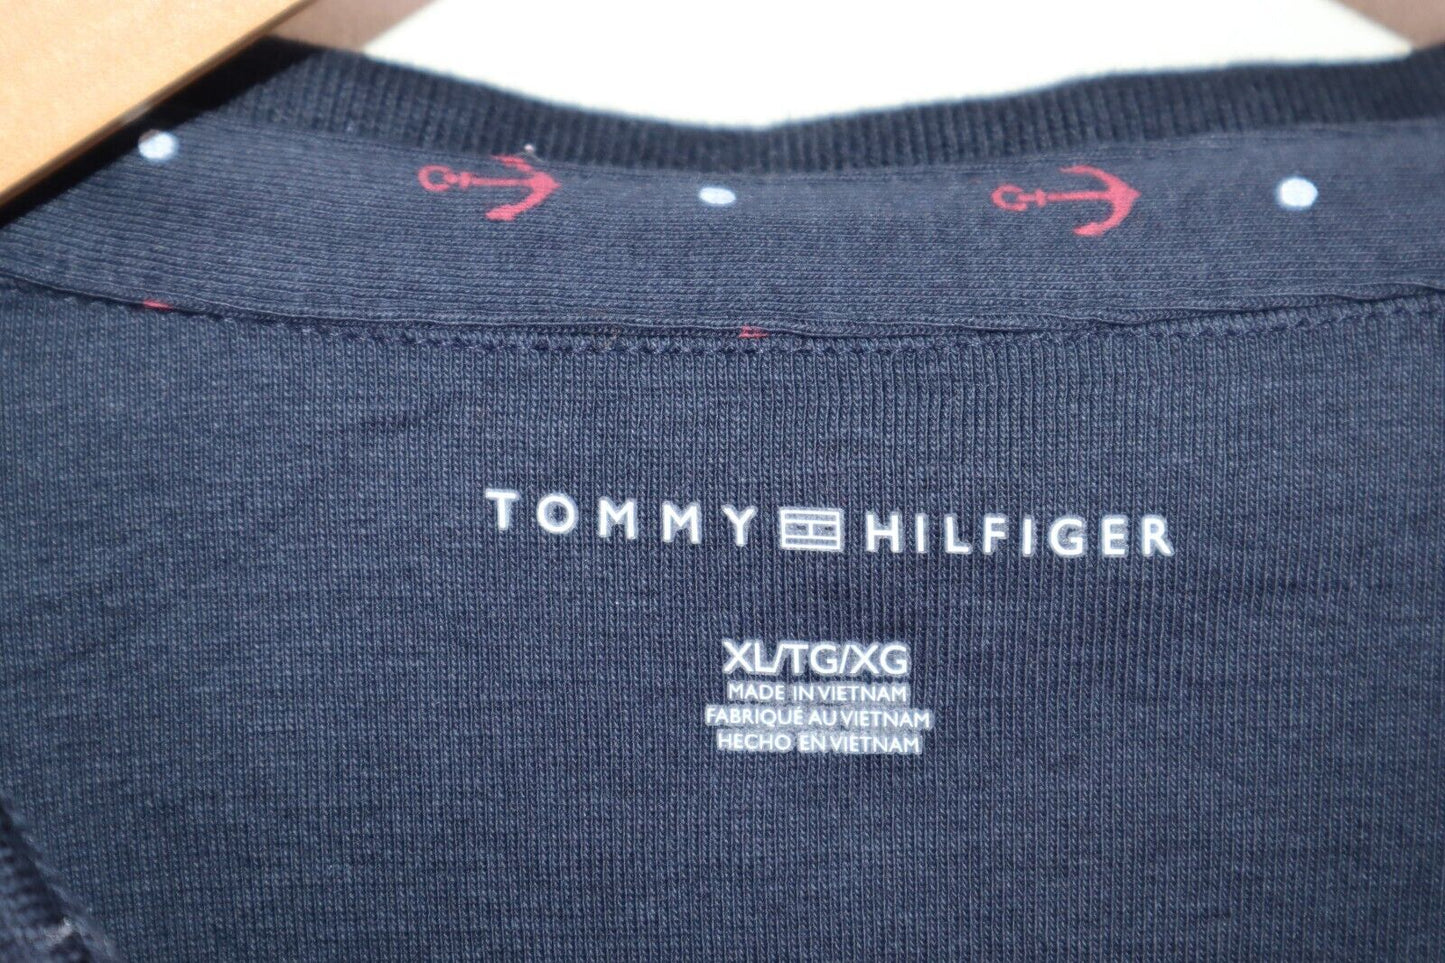 TOMMY HILFIGER
XL/TG/XG
MADE IN VIETNAM
FABRIQUÉ AU VIETNAM
HECHO EN VIETNAM